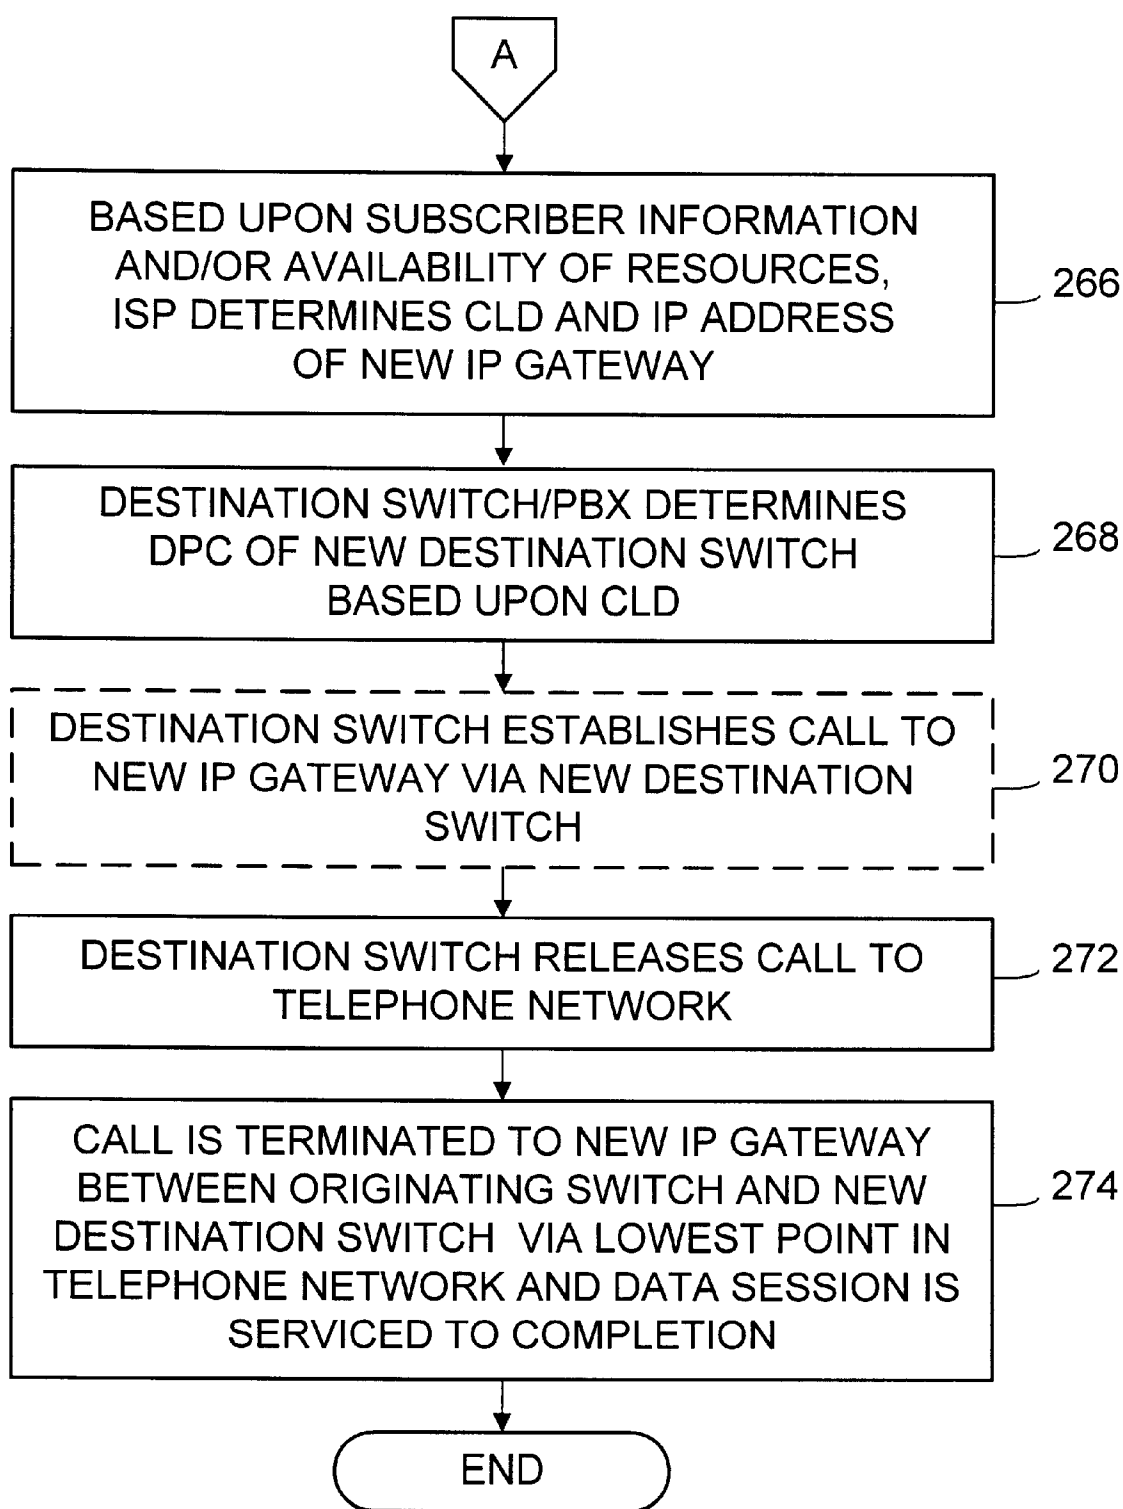 A
BASED UPON SUBSCRIBER INFORMATION
AND/OR AVAILABILITY OF RESOURCES,
ISP DETERMINES CLD AND IP ADDRESS
OF NEW IP GATEWAY
266
DESTINATION SWITCH/PBX DETERMINES
DPC OF NEW DESTINATION SWITCH
BASED UPON CLD
268
DESTINATION SWITCH ESTABLISHES CALL TO
NEW IP GATEWAY VIA NEW DESTINATION
SWITCH
270
DESTINATION SWITCH RELEASES CALL TO
TELEPHONE NETWORK
272
CALL IS TERMINATED TO NEW IP GATEWAY
BETWEEN ORIGINATING SWITCH AND NEW
DESTINATION SWITCH VIA LOWEST POINT IN
TELEPHONE NETWORK AND DATA SESSION IS
SERVICED TO COMPLETION
274
END